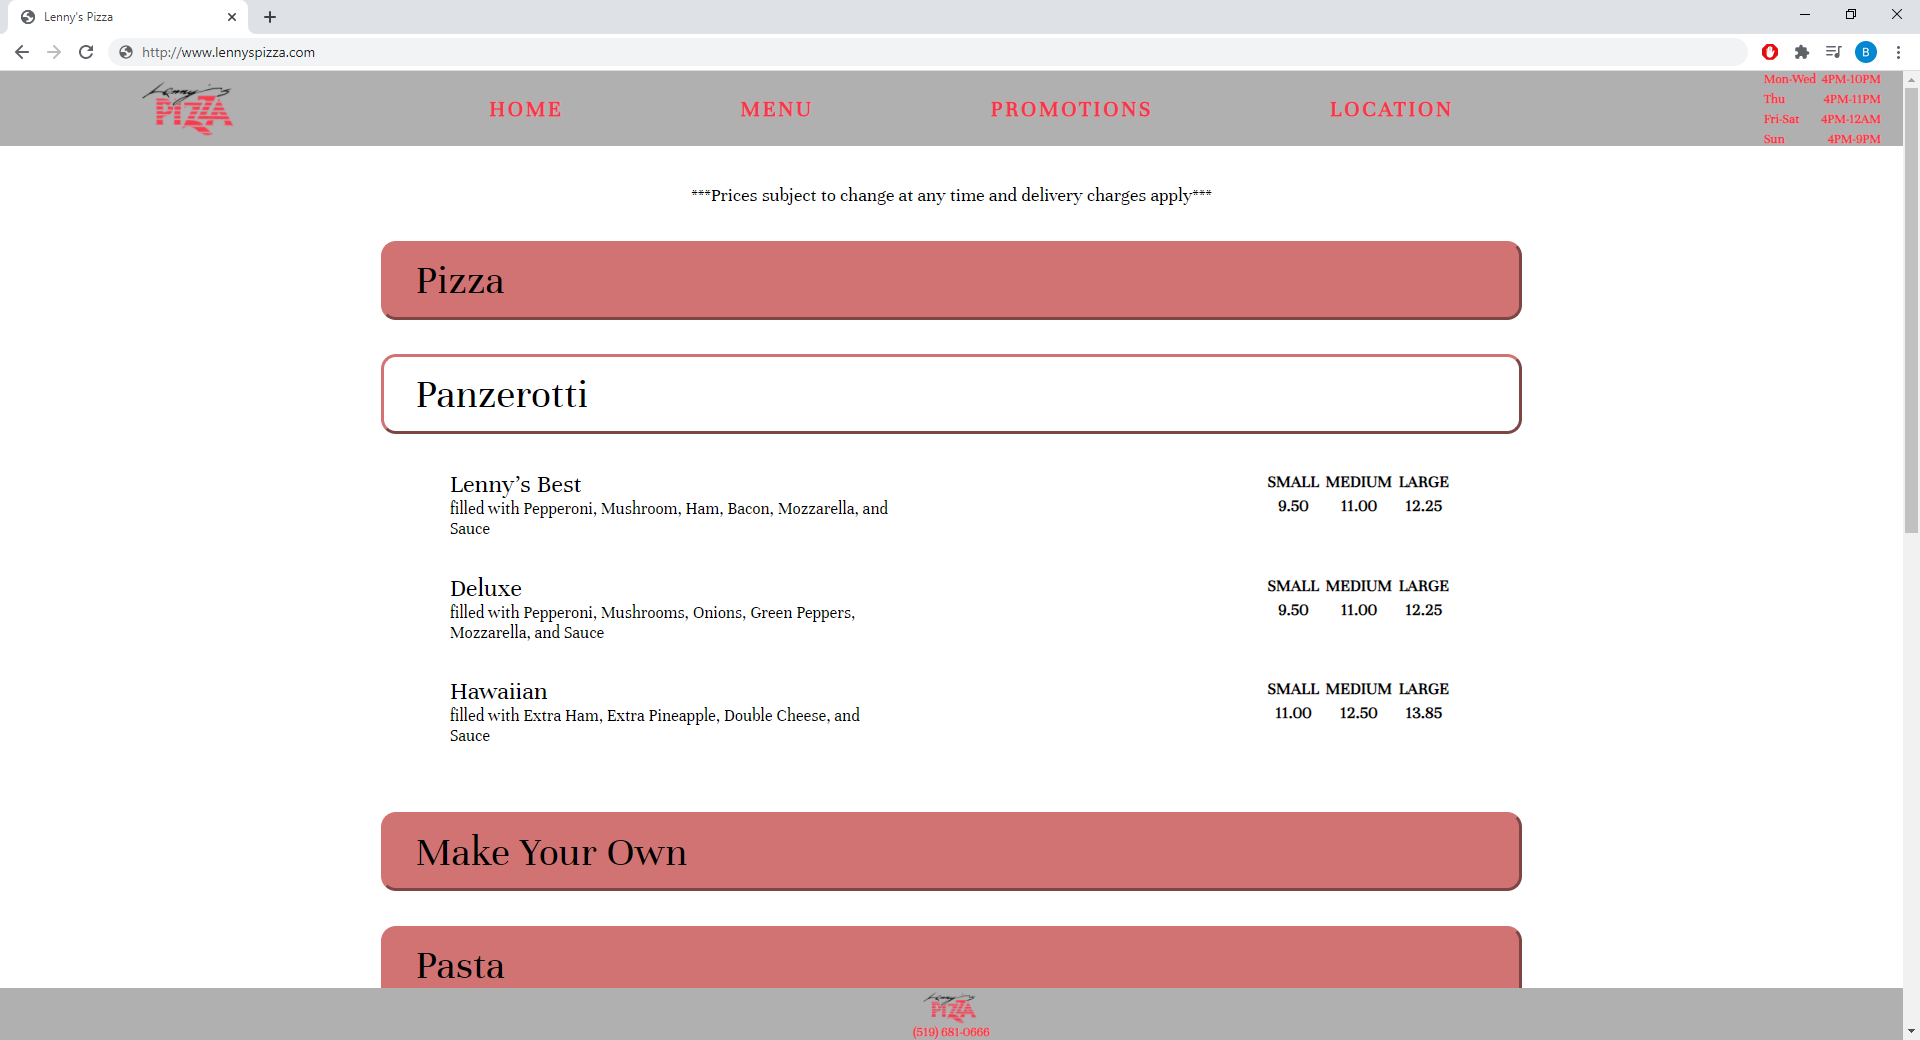 Lenny's Pizza
http://www.lennyspizza.com
B
Lenny's
PIZZA
HOME MENU PROMOTIONS LOCATION
Mon-Wed 4PM-10PM
Thu 4PM-11PM
Fri-Sat 4PM-12AM
Sun 4PM-9PM
***Prices subject to change at any time and delivery charges apply***
Pizza
Panzerotti
Lenny's Best
filled with Pepperoni, Mushroom, Ham, Bacon, Mozzarella, and
Sauce
SMALL MEDIUM LARGE
9.50 11.00 12.25
Deluxe
filled with Pepperoni, Mushrooms, Onions, Green Peppers,
Mozzarella, and Sauce
SMALL MEDIUM LARGE
9.50 11.00 12.25
Hawaiian
filled with Extra Ham, Extra Pineapple, Double Cheese, and
Sauce
SMALL MEDIUM LARGE
11.00 12.50 13.85
Make Your Own
Pasta
Lenny's
PIZZA
(519) 681-0666